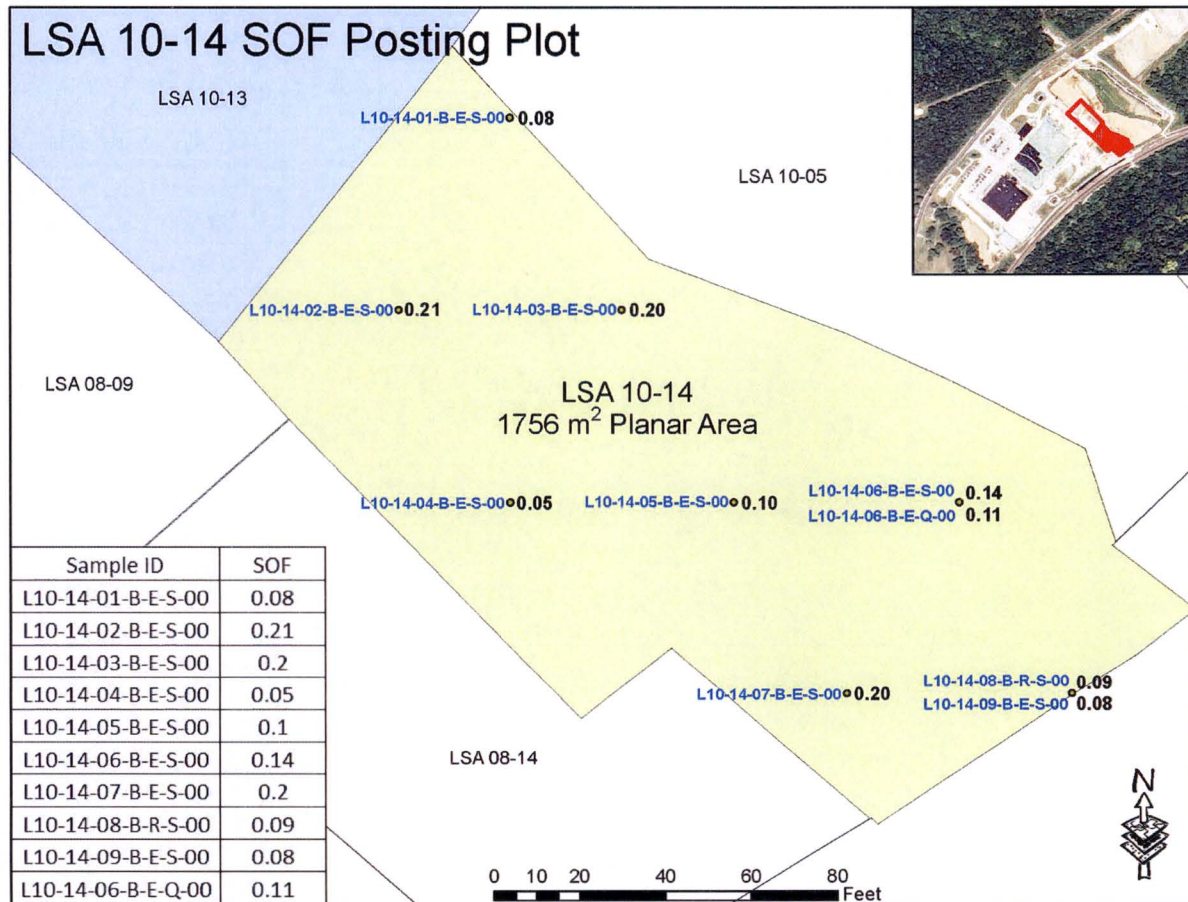 LSA 10-14 SOF Posting Plot
LSA 10-13
L10-14-01-B-E-S-00 0.08
LSA 10-05
L10-14-02-B-E-S-00 0.21
L10-14-03-B-E-S-00 0.20
LSA 08-09
LSA 10-14
1756 m² Planar Area
L10-14-04-B-E-S-00 0.05
L10-14-05-B-E-S-00 0.10
L10-14-06-B-E-S-00 0.14
L10-14-06-B-E-Q-00 0.11
L10-14-07-B-E-S-00 0.20
L10-14-08-B-R-S-00 0.09
L10-14-09-B-E-S-00 0.08
LSA 08-14
Sample ID SOF
L10-14-01-B-E-S-00 0.08
L10-14-02-B-E-S-00 0.21
L10-14-03-B-E-S-00 0.2
L10-14-04-B-E-S-00 0.05
L10-14-05-B-E-S-00 0.1
L10-14-06-B-E-S-00 0.14
L10-14-07-B-E-S-00 0.2
L10-14-08-B-R-S-00 0.09
L10-14-09-B-E-S-00 0.08
L10-14-06-B-E-Q-00 0.11
0 10 20 40 60 80
Feet
N